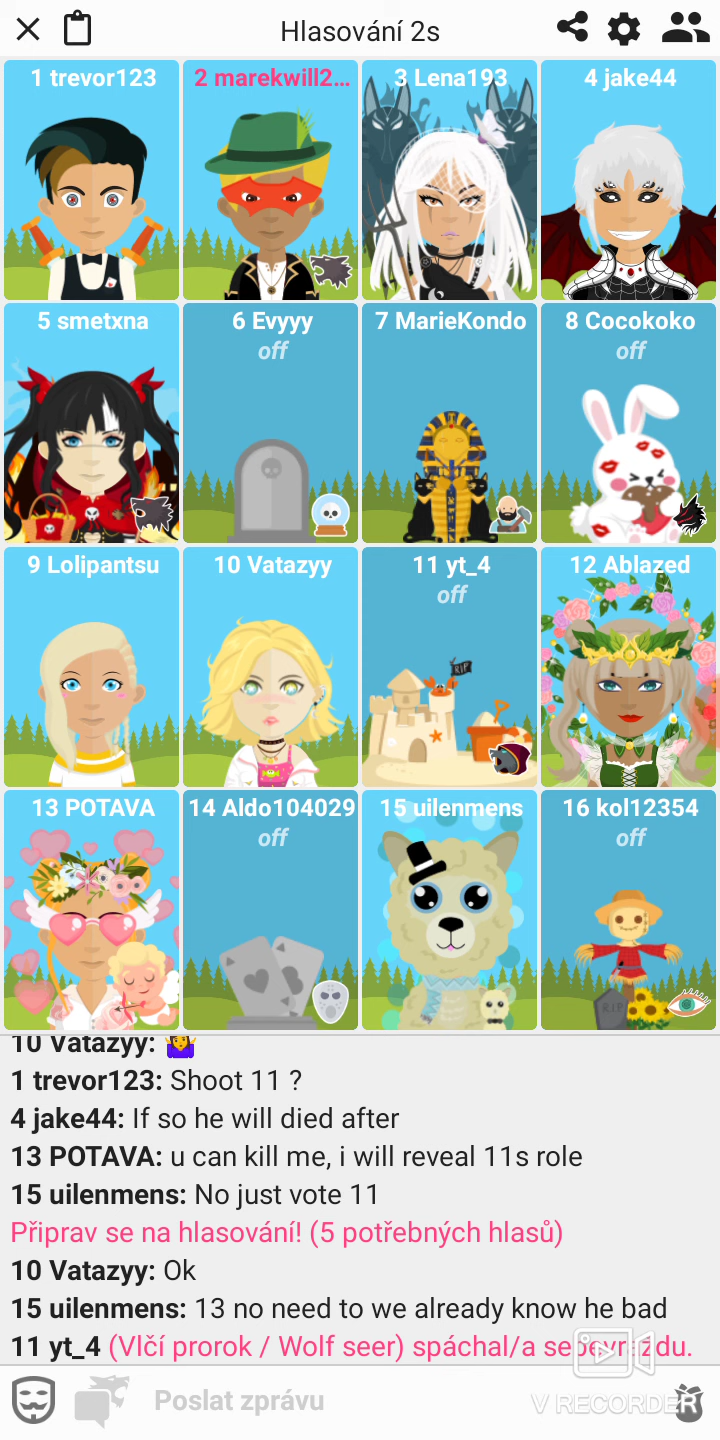 Hlasování 2s
1 trevor123
2 marekwill2...
3 Lena193
4 jake44
5 smetxna
6 Evyyy
off
7 MarieKondo
8 Cocokoko
off
9 Lolipantsu
10 Vatazyy
11 yt_4
off
RIP
12 Ablazed
13 POTAVA
14 Aldo104029
off
15 uilenmens
16 kol12354
off
RIP
10 Vatazyy: 🤷‍♀️
1 trevor123: Shoot 11 ?
4 jake44: If so he will died after
13 POTAVA: u can kill me, i will reveal 11s role
15 uilenmens: No just vote 11
Připrav se na hlasování! (5 potřebných hlasů)
10 Vatazyy: Ok
15 uilenmens: 13 no need to we already know he bad
11 yt_4 (Vlčí prorok / Wolf seer) spáchal/a sebevraždu.
Poslat zprávu
V RECORDER